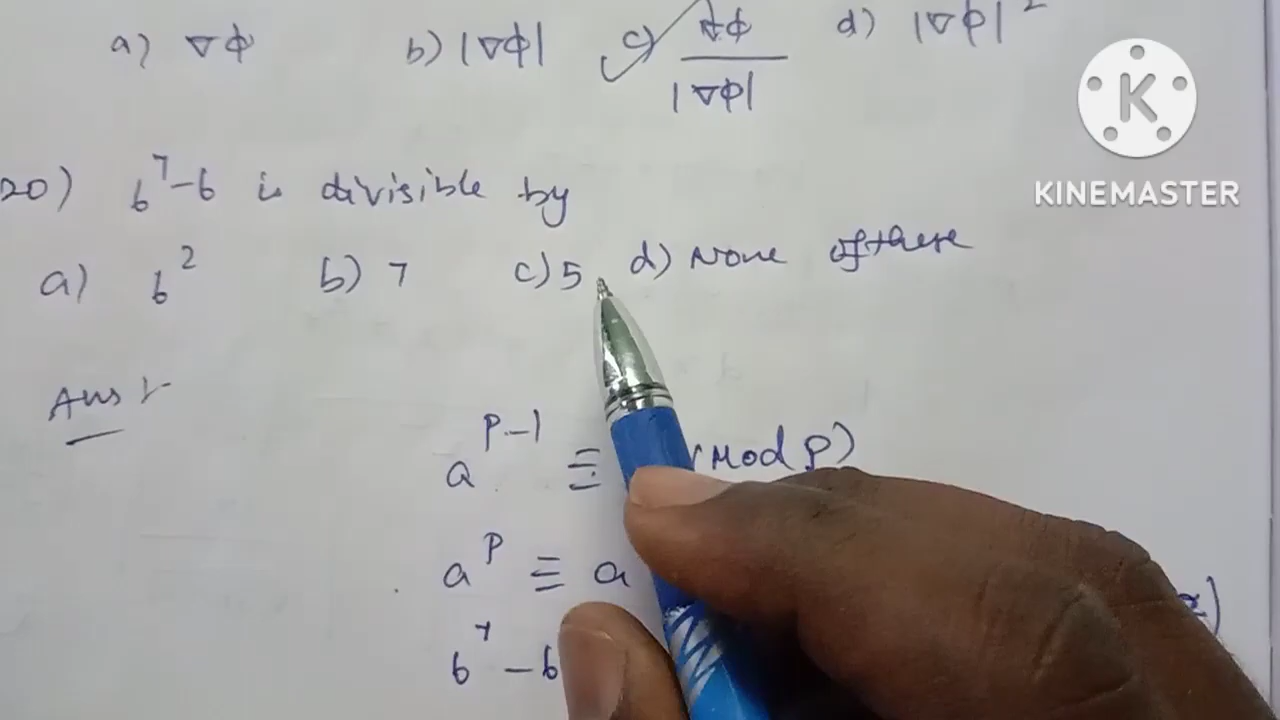 a) ∇φ b) |∇φ| c) ∇φ / |∇φ| d) |∇φ|²
KINEMASTER
20) 6⁷-6 is divisible by
a) 6² b) 7 c) 5 d) None of these
Ans:-
a^(p-1) ≡ (Mod p)
a^p ≡ a
6⁷ - 6